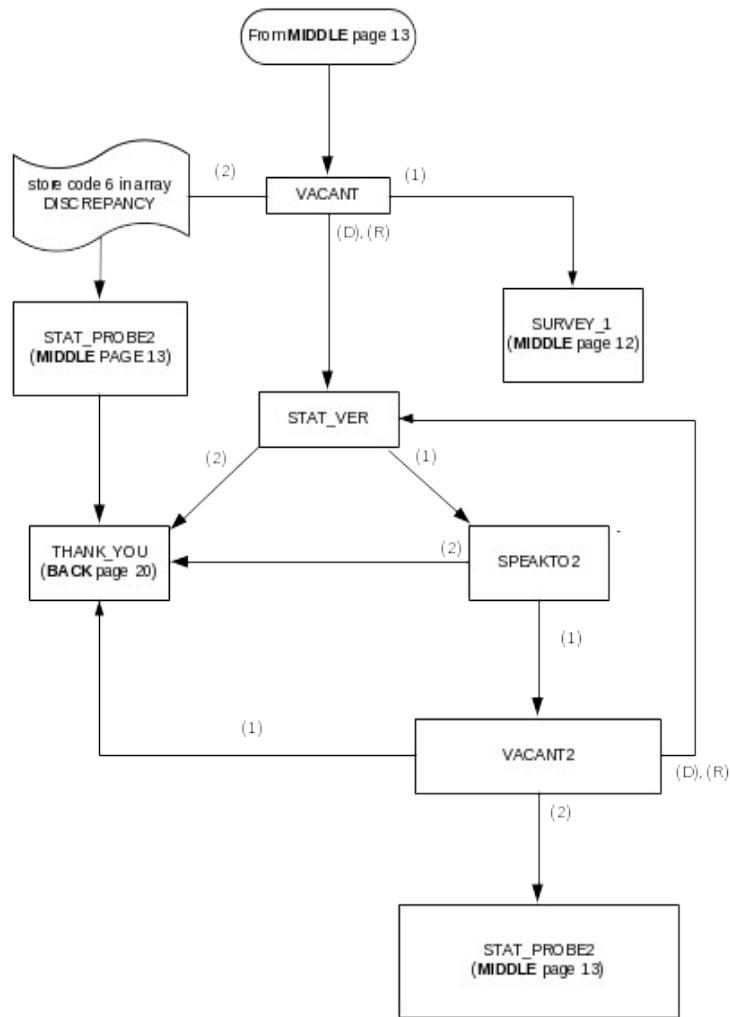 From MIDDLE page 13
(2)
(1)
store code 6 in array
DISCREPANCY
VACANT
(D), (R)
STAT_PROBE2
(MIDDLE PAGE 13)
SURVEY_1
(MIDDLE page 12)
STAT_VER
(2)
(1)
THANK_YOU
(BACK page 20)
(2)
SPEAKTO2
-
(1)
(1)
VACANT2
(D), (R)
(2)
STAT_PROBE2
(MIDDLE page 13)